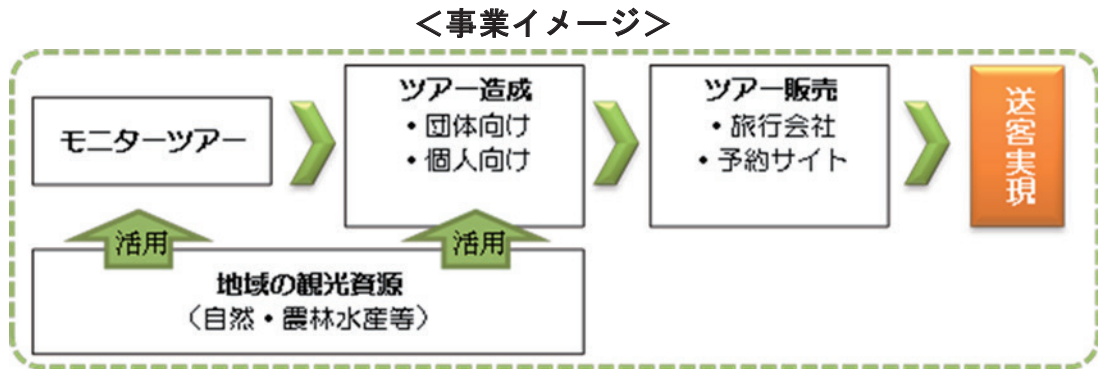 ＜事業イメージ＞
モニターツアー
ツアー造成
・団体向け
・個人向け
ツアー販売
・旅行会社
・予約サイト
送客実現
活用
活用
地域の観光資源
（自然・農林水産等）